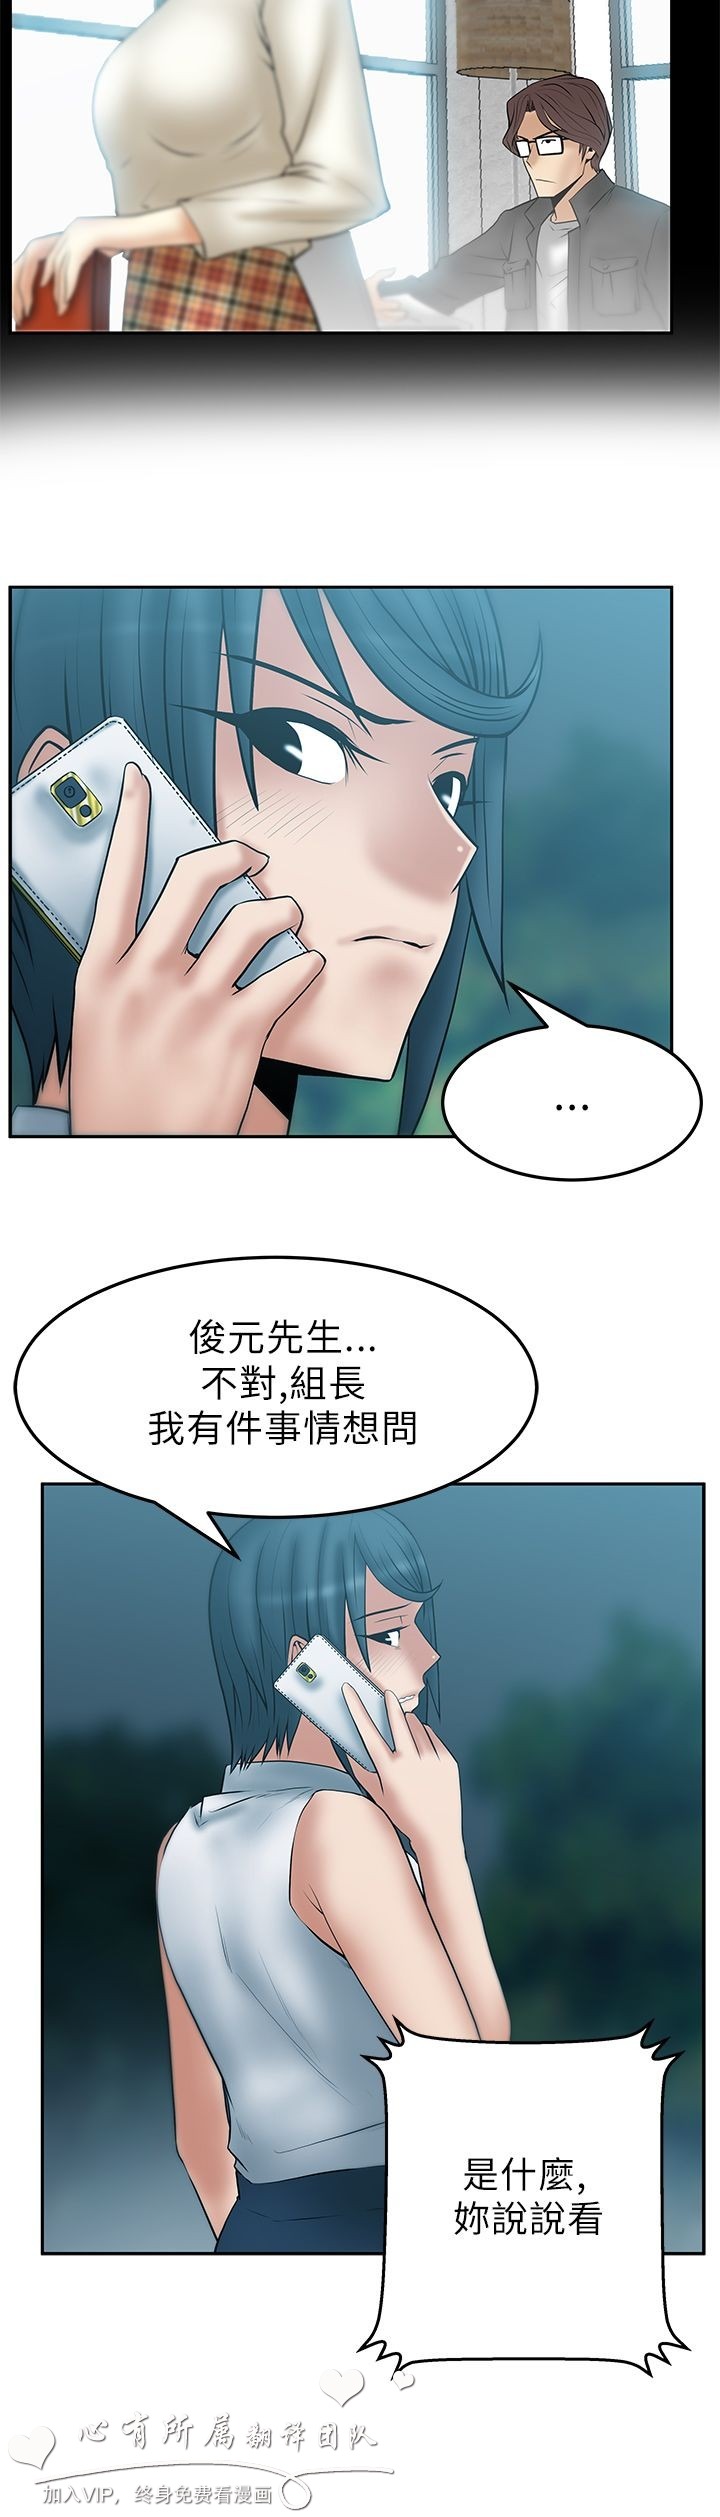 ...
俊元先生...
不對,組長
我有件事情想問
是什麼,
妳說說看
心有所属翻译团队
加入VIP，终身免费看漫画